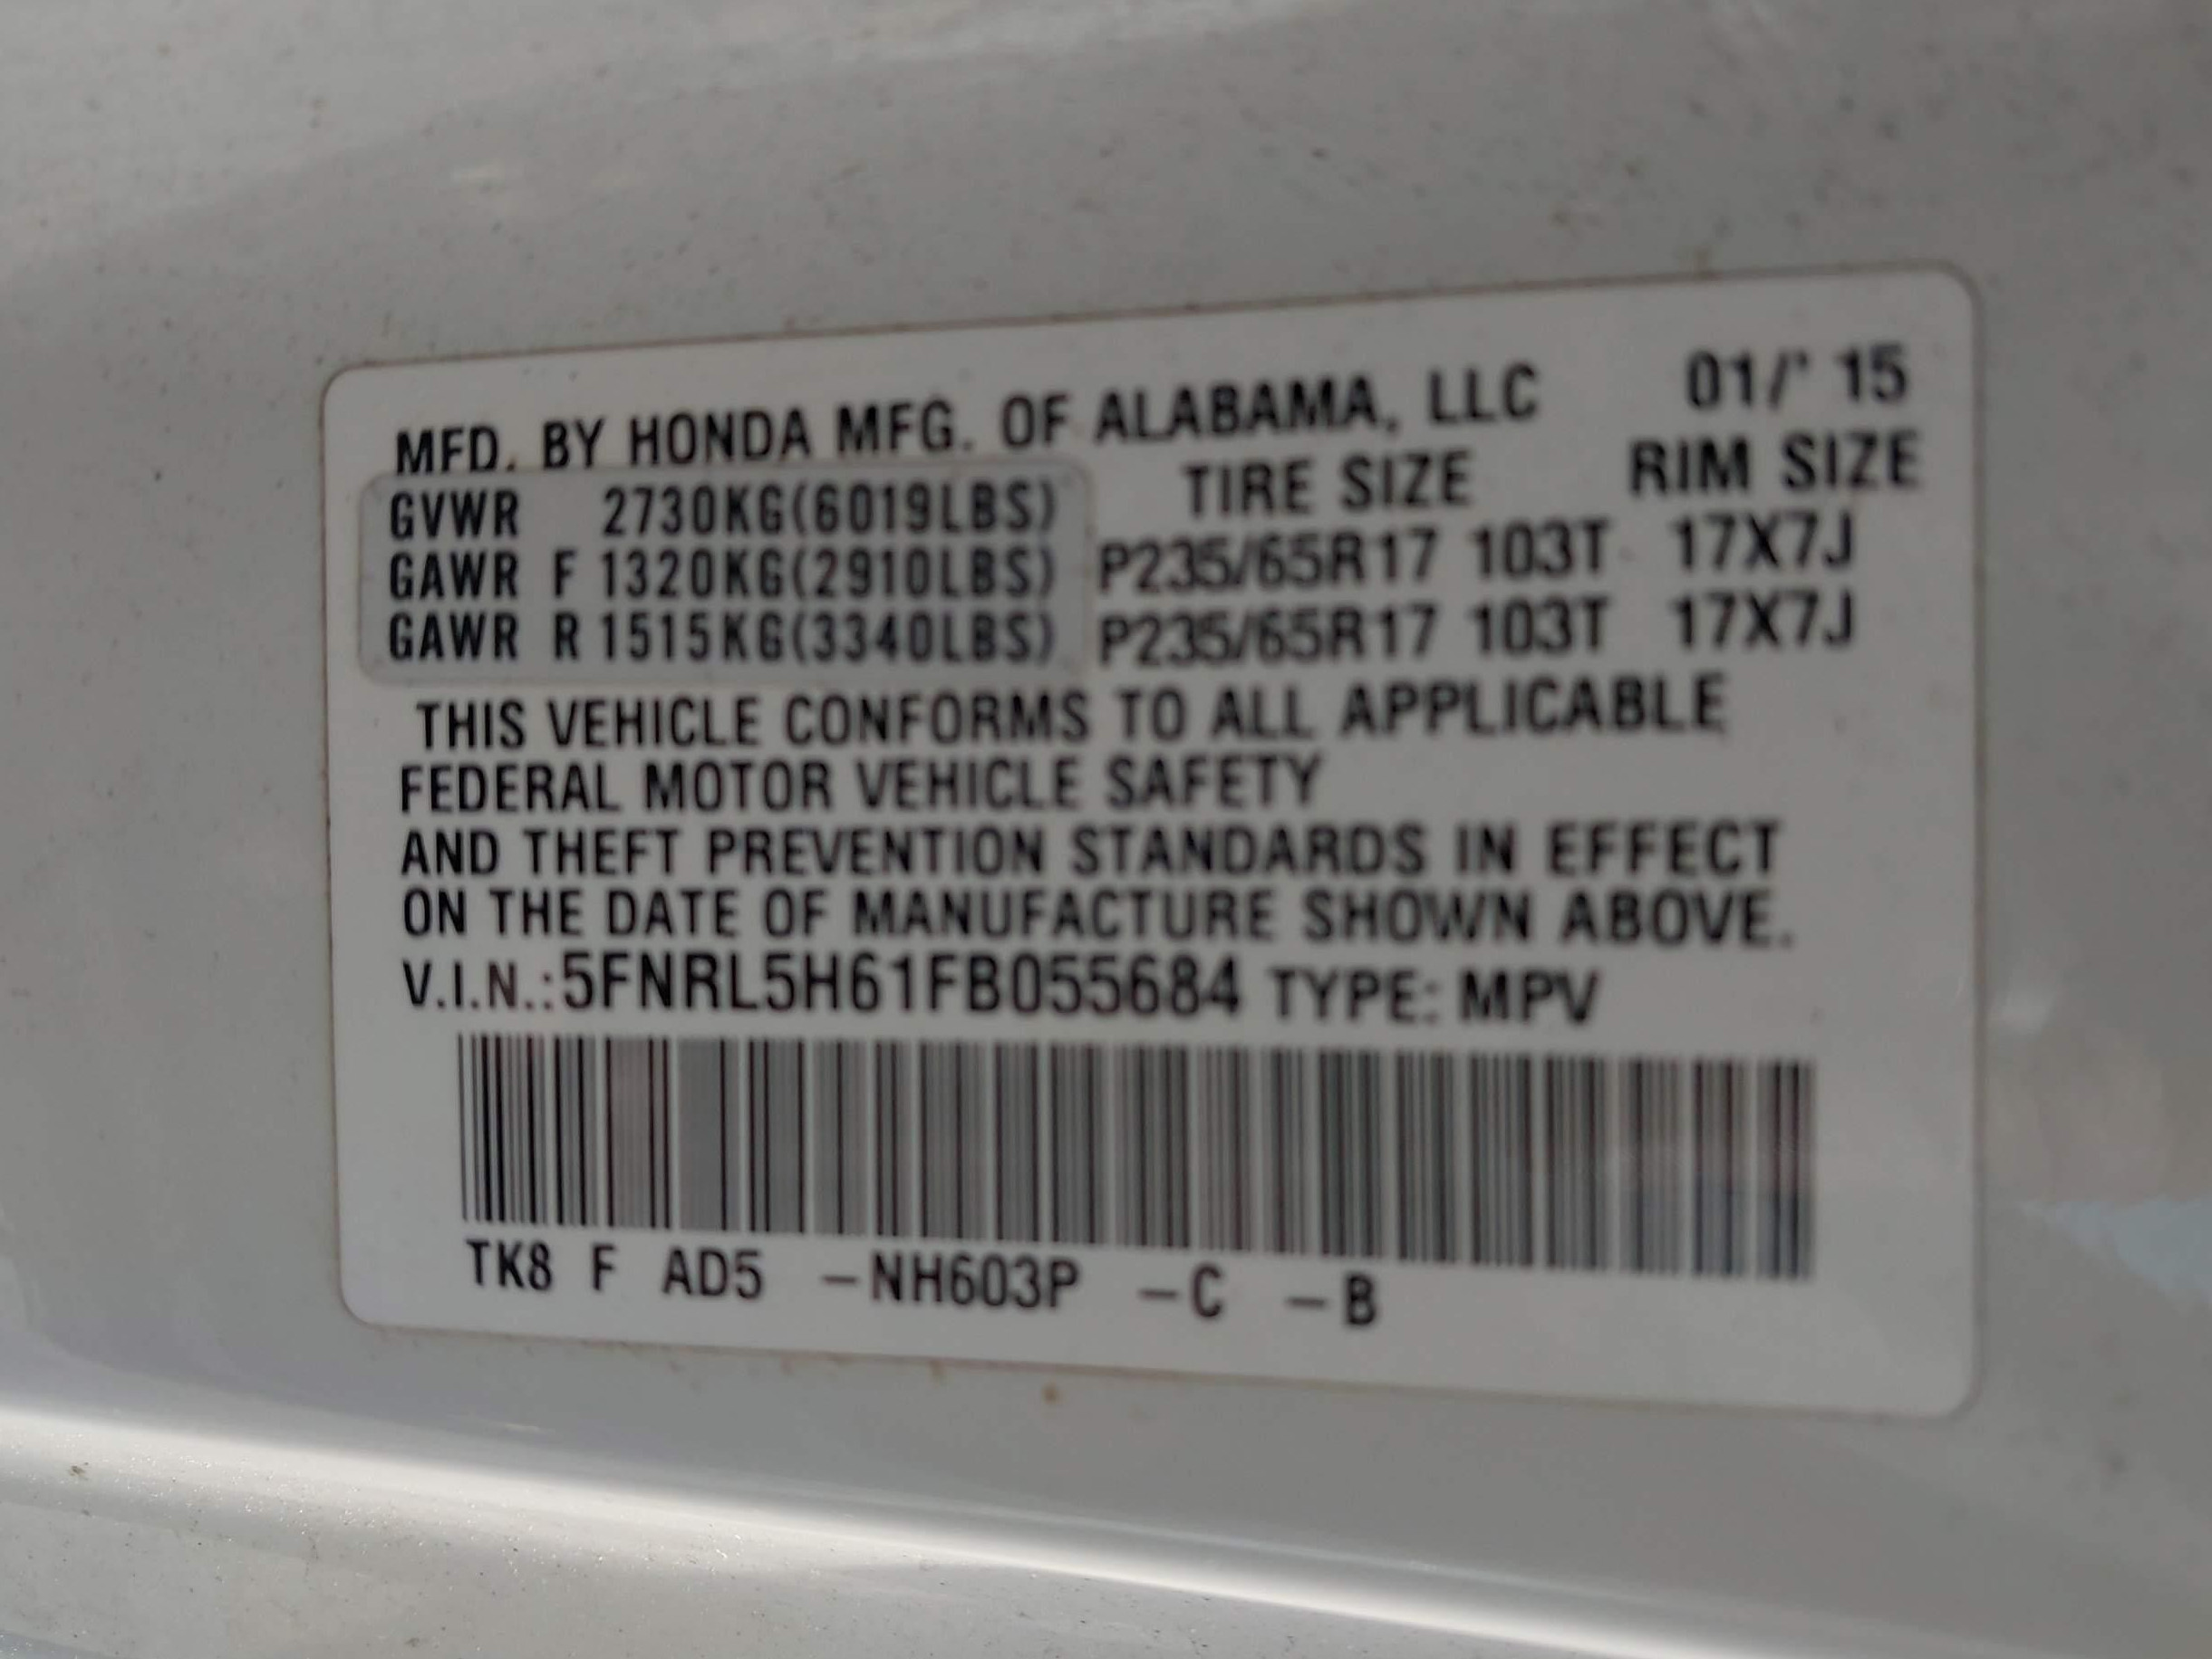 MFD. BY HONDA MFG. OF ALABAMA, LLC 01/' 15
TIRE SIZE RIM SIZE
GVWR 2730KG(6019LBS)
GAWR F 1320KG(2910LBS) P235/65R17 103T 17X7J
GAWR R 1515KG(3340LBS) P235/65R17 103T 17X7J
THIS VEHICLE CONFORMS TO ALL APPLICABLE
FEDERAL MOTOR VEHICLE SAFETY
AND THEFT PREVENTION STANDARDS IN EFFECT
ON THE DATE OF MANUFACTURE SHOWN ABOVE.
V.I.N.:5FNRL5H61FB055684 TYPE: MPV
TK8 F AD5 –NH603P –C –B